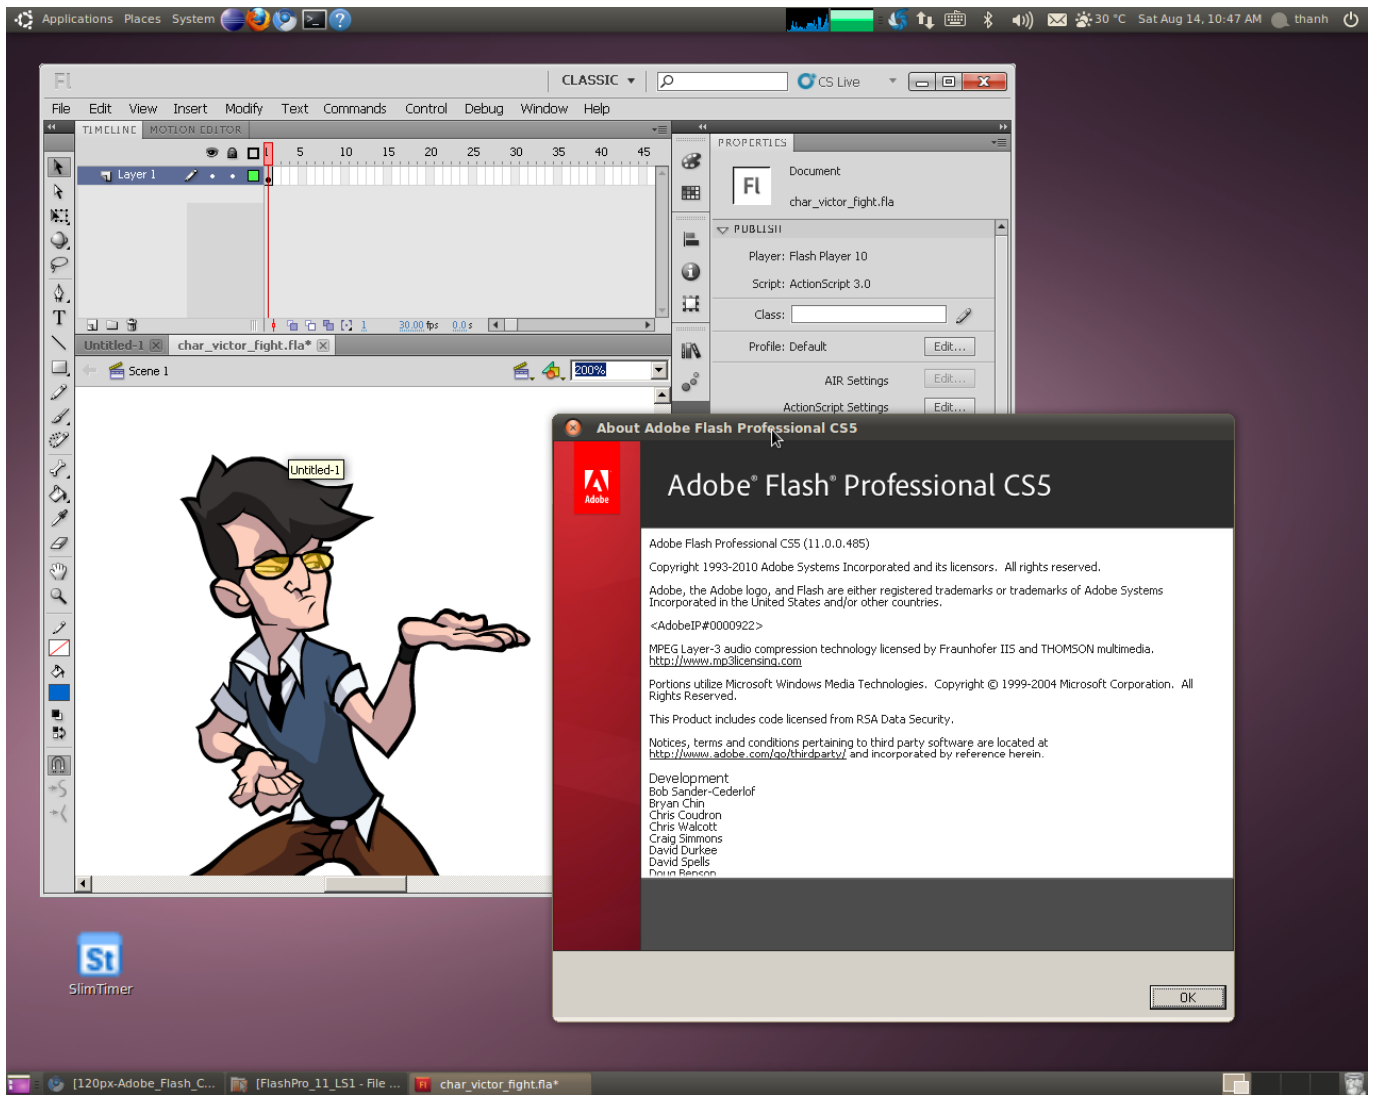 Applications Places System
30 °C Sat Aug 14, 10:47 AM thanh
Fl CLASSIC CS Live
File Edit View Insert Modify Text Commands Control Debug Window Help
TIMELINE MOTION EDITOR
1 5 10 15 20 25 30 35 40 45
Layer 1
1 30.00 fps 0.0 s
Untitled-1 char_victor_fight.fla*
Scene 1 200%
Untitled-1
PROPERTIES
Fl
Document
char_victor_fight.fla
PUBLISH
Player: Flash Player 10
Script: ActionScript 3.0
Class:
Profile: Default Edit...
AIR Settings Edit...
ActionScript Settings Edit...
About Adobe Flash Professional CS5
Adobe
Adobe® Flash® Professional CS5
Adobe Flash Professional CS5 (11.0.0.485)
Copyright 1993-2010 Adobe Systems Incorporated and its licensors. All rights reserved.
Adobe, the Adobe logo, and Flash are either registered trademarks or trademarks of Adobe Systems
Incorporated in the United States and/or other countries.
<AdobeIP#0000922>
MPEG Layer-3 audio compression technology licensed by Fraunhofer IIS and THOMSON multimedia.
http://www.mp3licensing.com
Portions utilize Microsoft Windows Media Technologies. Copyright © 1999-2004 Microsoft Corporation. All
Rights Reserved.
This Product includes code licensed from RSA Data Security.
Notices, terms and conditions pertaining to third party software are located at
http://www.adobe.com/go/thirdparty/ and incorporated by reference herein.
Development
Bob Sander-Cederlof
Bryan Chin
Chris Coudron
Chris Walcott
Craig Simmons
David Durkee
David Spells
Doug Benson
OK
St
SlimTimer
[120px-Adobe_Flash_C... [FlashPro_11_LS1 - File ... Fl char_victor_fight.fla*